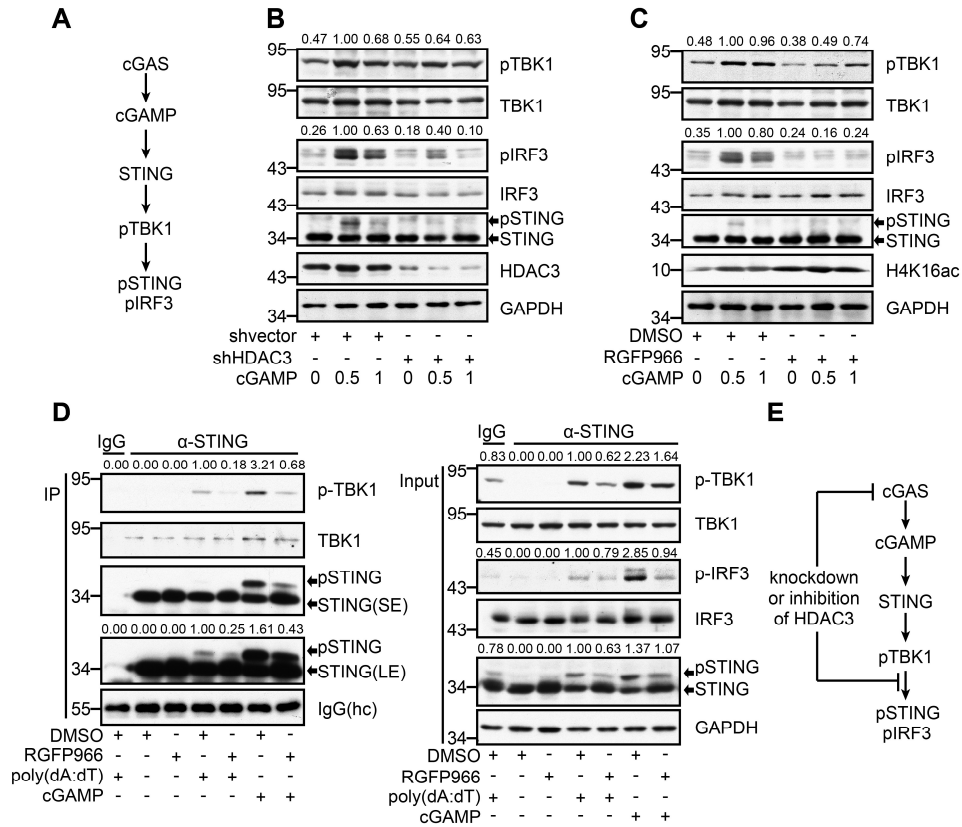 A
cGAS
cGAMP
STING
pTBK1
pSTING
pIRF3
B
0.47 1.00 0.68 0.55 0.64 0.63
95
pTBK1
95
TBK1
0.26 1.00 0.63 0.18 0.40 0.10
pIRF3
43
IRF3
43
pSTING
34 STING
HDAC3
43
GAPDH
34
shvector + + + - - -
shHDAC3 - - - + + +
cGAMP 0 0.5 1 0 0.5 1
C
0.48 1.00 0.96 0.38 0.49 0.74
95
pTBK1
95
TBK1
0.35 1.00 0.80 0.24 0.16 0.24
pIRF3
43
IRF3
43
pSTING
34 STING
10 H4K16ac
GAPDH
34
DMSO + + + - - -
RGFP966 - - - + + +
cGAMP 0 0.5 1 0 0.5 1
D
IgG α-STING
0.00 0.00 0.00 1.00 0.18 3.21 0.68
95
IP
p-TBK1
95
TBK1
pSTING
34 STING(SE)
0.00 0.00 0.00 1.00 0.25 1.61 0.43
pSTING
34 STING(LE)
55 IgG(hc)
DMSO + + - + - + -
RGFP966 - - + - + - +
poly(dA:dT) + - - + + - -
cGAMP - - - - - + +
IgG α-STING
0.83 0.00 0.00 1.00 0.62 2.23 1.64
Input 95
p-TBK1
95
TBK1
0.45 0.00 0.00 1.00 0.79 2.85 0.94
p-IRF3
43
IRF3
43
0.78 0.00 0.00 1.00 0.63 1.37 1.07
pSTING
34 STING
GAPDH
34
DMSO + + - + - + -
RGFP966 - - + - + - +
poly(dA:dT) + - - + + - -
cGAMP - - - - - + +
E
cGAS
cGAMP
knockdown
or inhibition
of HDAC3
STING
pTBK1
pSTING
pIRF3